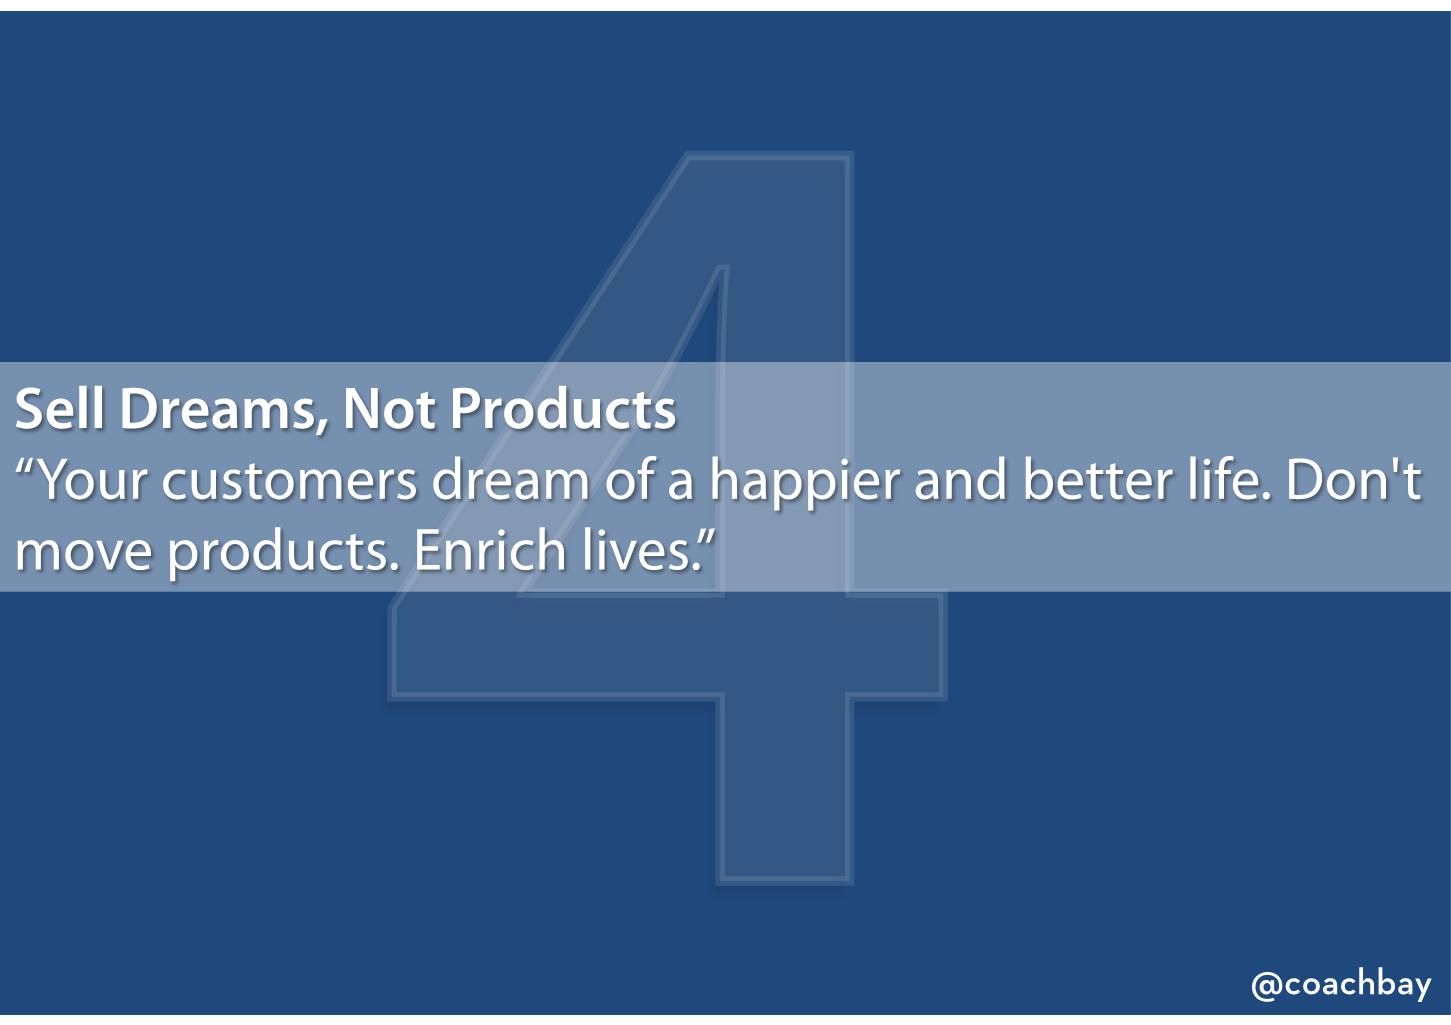 4
Sell Dreams, Not Products
“Your customers dream of a happier and better life. Don't
move products. Enrich lives.”
@coachbay